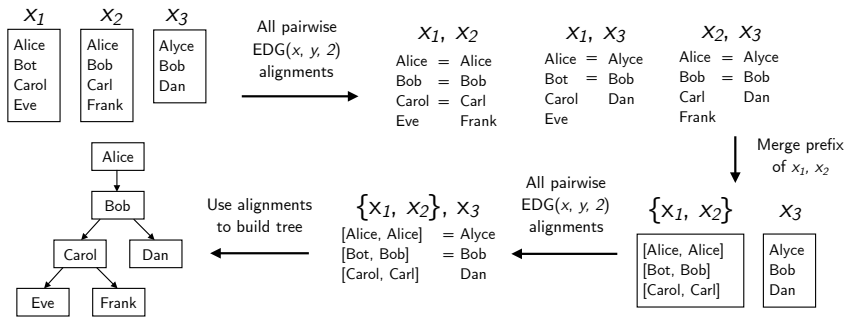 x1 x2 x3
Alice
Bot
Carol
Eve
Alice
Bob
Carl
Frank
Alyce
Bob
Dan
All pairwise
EDG(x, y, 2)
alignments
x1, x2
Alice = Alice
Bob = Bob
Carol = Carl
Eve Frank
x1, x3
Alice = Alyce
Bot = Bob
Carol Dan
Eve
x2, x3
Alice = Alyce
Bob = Bob
Carl Dan
Frank
Merge prefix
of x1, x2
{x1, x2} x3
[Alice, Alice]
[Bot, Bob]
[Carol, Carl]
Alyce
Bob
Dan
All pairwise
EDG(x, y, 2)
alignments
{x1, x2}, x3
[Alice, Alice] = Alyce
[Bot, Bob] = Bob
[Carol, Carl] Dan
Use alignments
to build tree
Alice
Bob
Carol Dan
Eve Frank